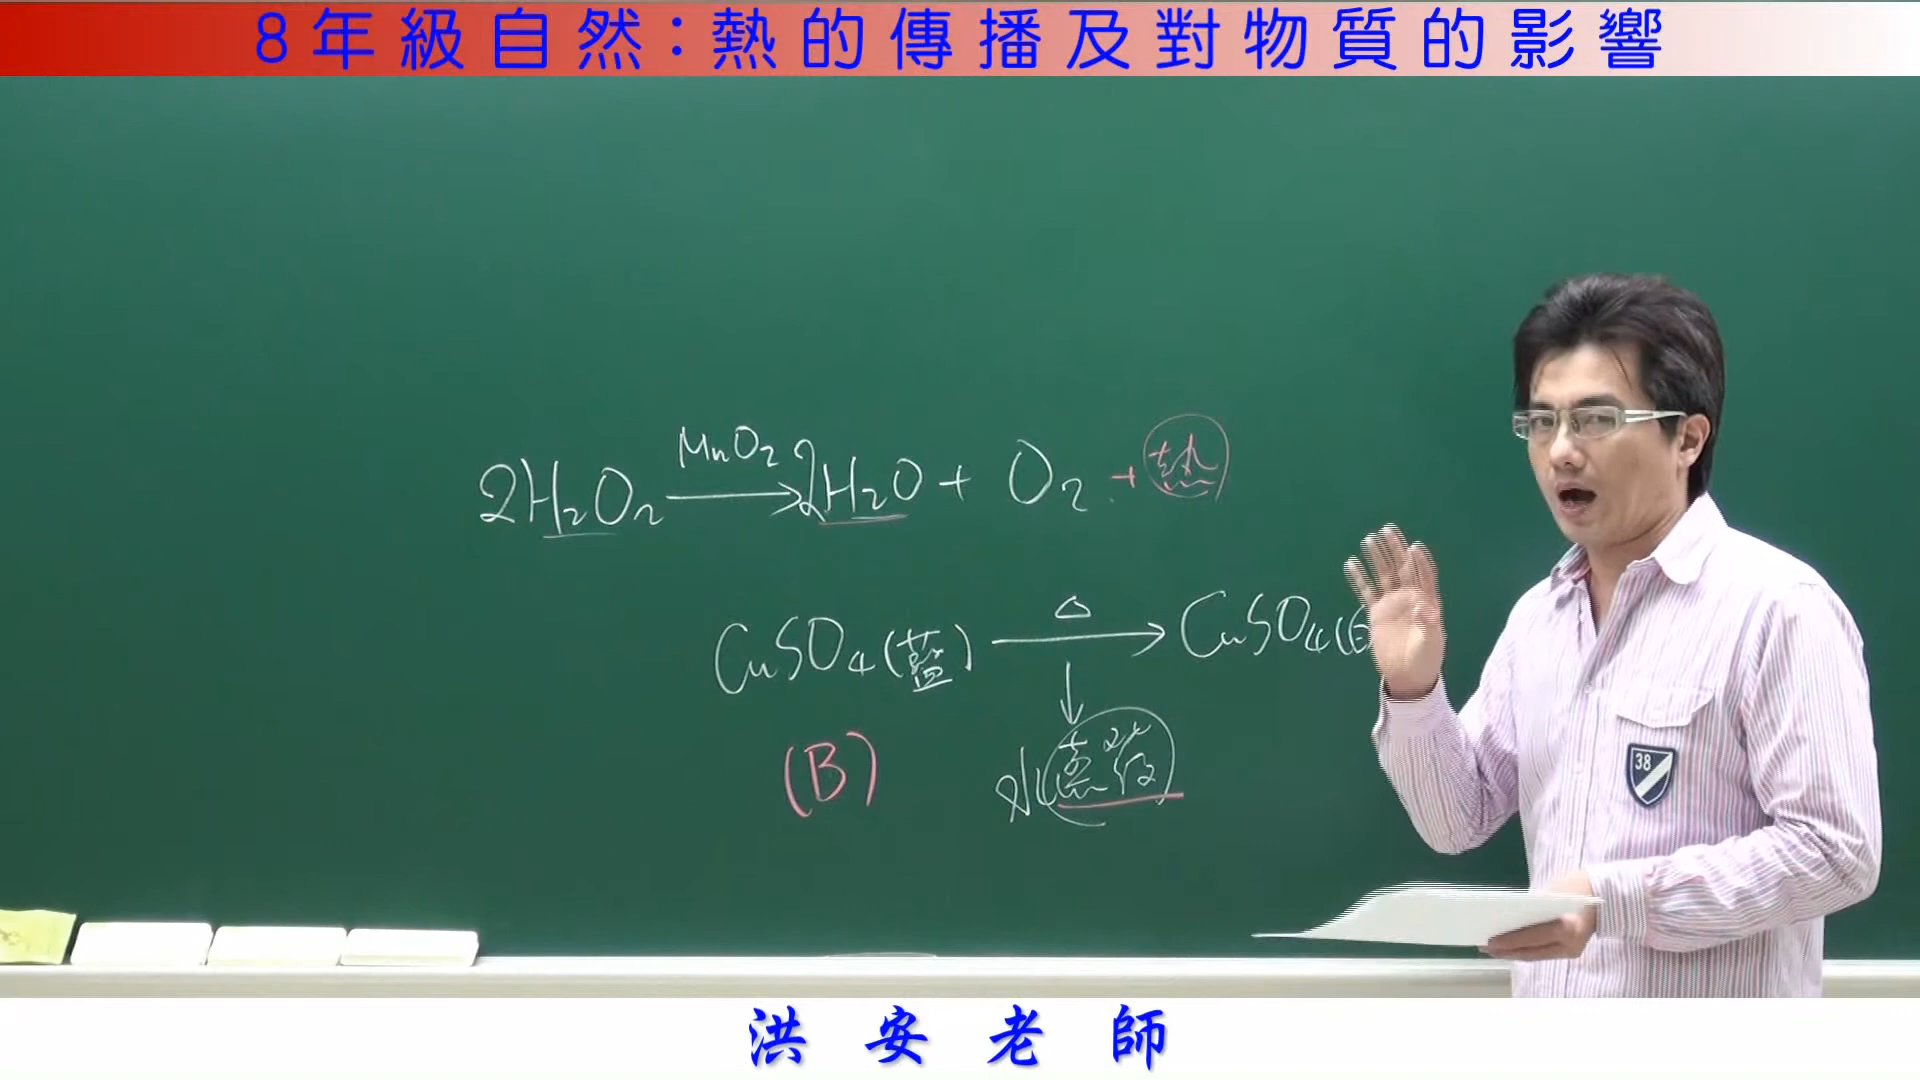 8年級自然：熱的傳播及對物質的影響
MnO₂
2H₂O₂ → 2H₂O + O₂ + 熱
△
CuSO₄(藍) → CuSO₄(
↓
(B) 水(蒸發)
38
洪安老師